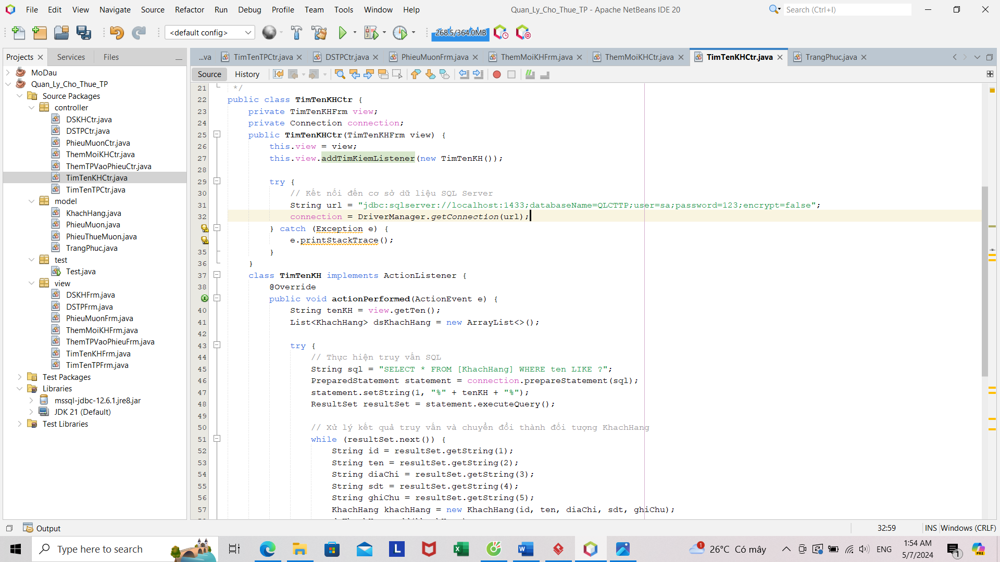 File Edit View Navigate Source Refactor Run Debug Profile Team Tools Window Help
Quan_Ly_Cho_Thue_TP - Apache NetBeans IDE 20
Search (Ctrl+I)
<default config>
268.5/364.0MB
Projects Services Files
...va TimTenTPCtr.java DSTPCtr.java PhieuMuonFrm.java ThemMoiKHFrm.java ThemMoiKHCtr.java TimTenKHCtr.java TrangPhuc.java
Source History
MoDau
Quan_Ly_Cho_Thue_TP
Source Packages
controller
DSKHCtr.java
DSTPCtr.java
PhieuMuonCtr.java
ThemMoiKHCtr.java
ThemTPVaoPhieuCtr.java
TimTenKHCtr.java
TimTenTPCtr.java
model
KhachHang.java
PhieuMuon.java
PhieuThueMuon.java
TrangPhuc.java
test
Test.java
view
DSKHFrm.java
DSTPFrm.java
PhieuMuonFrm.java
ThemMoiKHFrm.java
ThemTPVaoPhieuFrm.java
TimTenKHFrm.java
TimTenTPFrm.java
Test Packages
Libraries
mssql-jdbc-12.6.1.jre8.jar
JDK 21 (Default)
Test Libraries
21 */
22 public class TimTenKHCtr {
23 private TimTenKHFrm view;
24 private Connection connection;
25 public TimTenKHCtr(TimTenKHFrm view) {
26 this.view = view;
27 this.view.addTimKiemListener(new TimTenKH());
28
29 try {
30 // Kết nối đến cơ sở dữ liệu SQL Server
31 String url = "jdbc:sqlserver://localhost:1433;databaseName=QLCTTP;user=sa;password=123;encrypt=false";
32 connection = DriverManager.getConnection(url);
} catch (Exception e) {
e.printStackTrace();
35 }
36 }
37 class TimTenKH implements ActionListener {
38 @Override
public void actionPerformed(ActionEvent e) {
40 String tenKH = view.getTen();
41 List<KhachHang> dsKhachHang = new ArrayList<>();
42
43 try {
44 // Thực hiện truy vấn SQL
45 String sql = "SELECT * FROM [KhachHang] WHERE ten LIKE ?";
46 PreparedStatement statement = connection.prepareStatement(sql);
47 statement.setString(1, "%" + tenKH + "%");
48 ResultSet resultSet = statement.executeQuery();
49
50 // Xử lý kết quả truy vấn và chuyển đổi thành đối tượng KhachHang
51 while (resultSet.next()) {
52 String id = resultSet.getString(1);
53 String ten = resultSet.getString(2);
54 String diaChi = resultSet.getString(3);
55 String sdt = resultSet.getString(4);
56 String ghiChu = resultSet.getString(5);
57 KhachHang khachHang = new KhachHang(id, ten, diaChi, sdt, ghiChu);
Output
32:59 INS Windows (CRLF)
Type here to search
26°C Có mây
ENG
1:54 AM
5/7/2024